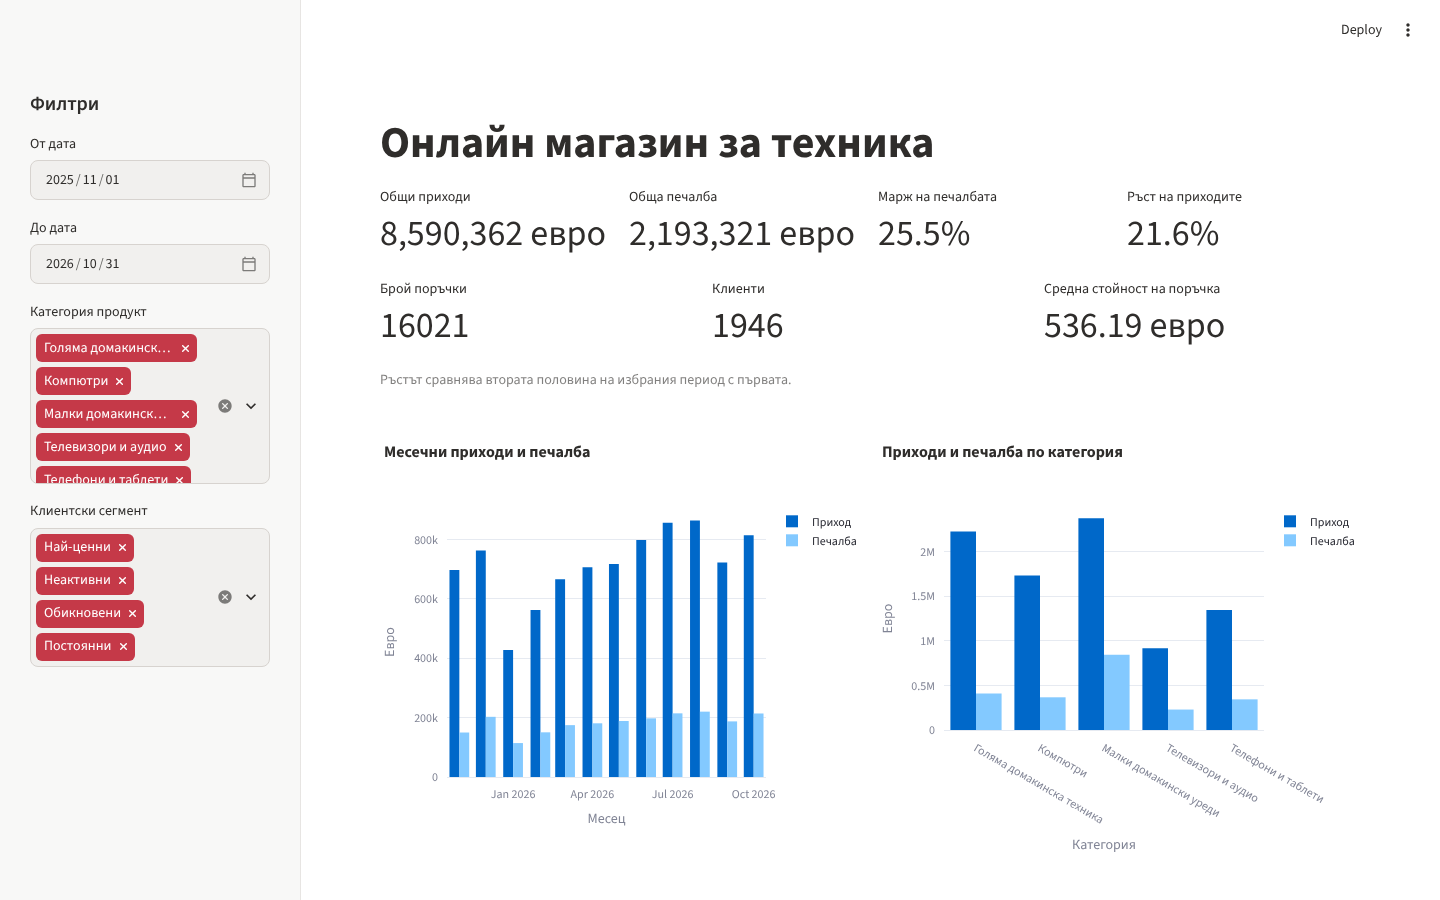 Deploy
Филтри
От дата
2025 / 11 / 01
До дата
2026 / 10 / 31
Категория продукт
Голяма домакинск...
Компютри
Малки домакинск...
Телевизори и аудио
Телефони и таблети
Клиентски сегмент
Най-ценни
Неактивни
Обикновени
Постоянни
Онлайн магазин за техника
Общи приходи
8,590,362 евро
Обща печалба
2,193,321 евро
Марж на печалбата
25.5%
Ръст на приходите
21.6%
Брой поръчки
16021
Клиенти
1946
Средна стойност на поръчка
536.19 евро
Ръстът сравнява втората половина на избрания период с първата.
Месечни приходи и печалба
Приход
Печалба
800k
600k
400k
200k
0
Евро
Jan 2026
Apr 2026
Jul 2026
Oct 2026
Месец
Приходи и печалба по категория
Приход
Печалба
2M
1.5M
1M
0.5M
0
Евро
Голяма домакинска техника
Компютри
Малки домакински уреди
Телевизори и аудио
Телефони и таблети
Категория